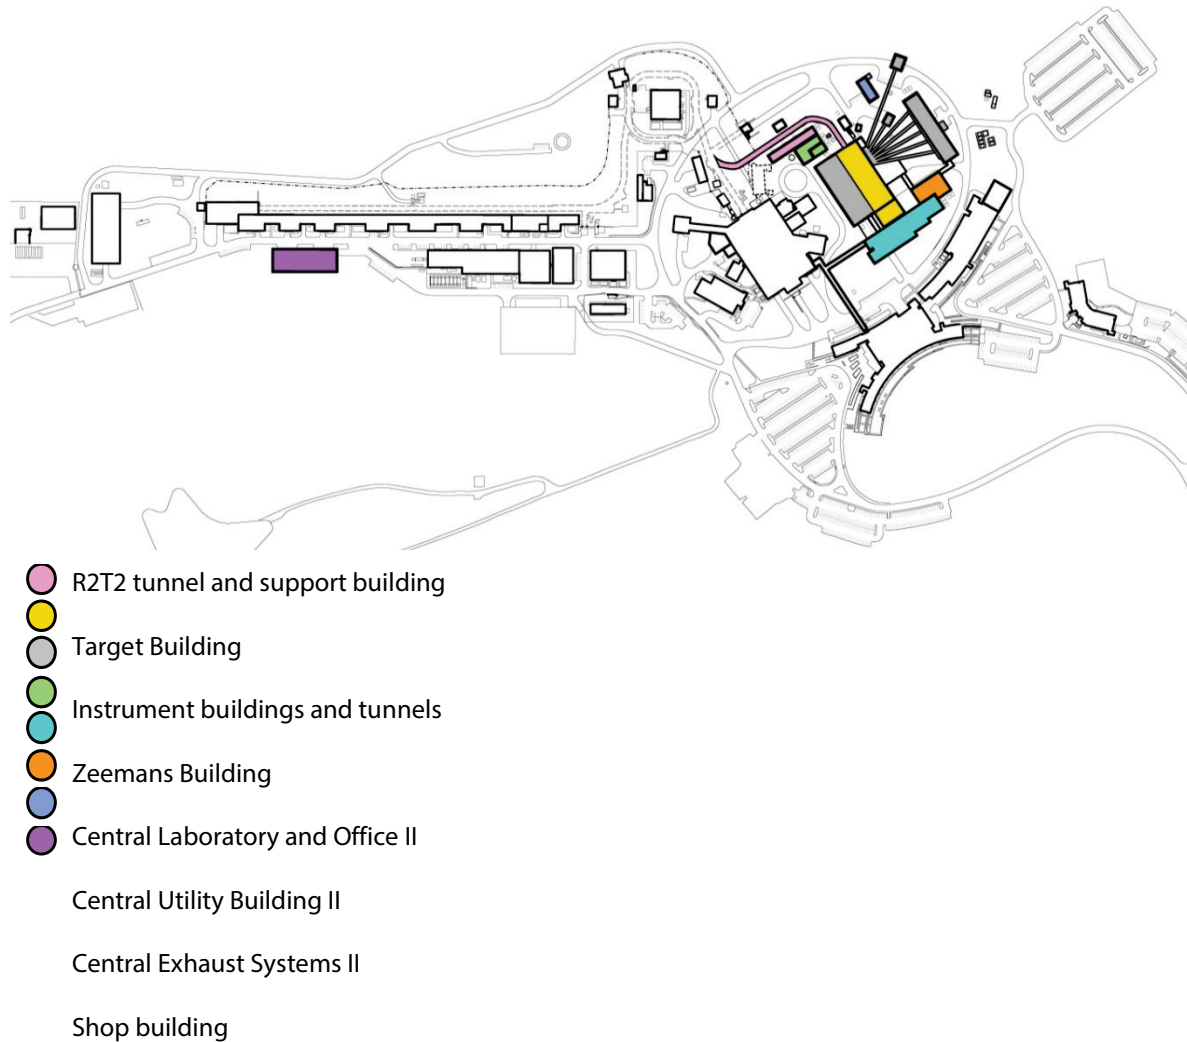 R2T2 tunnel and support building
Target Building
Instrument buildings and tunnels
Zeemans Building
Central Laboratory and Office II
Central Utility Building II
Central Exhaust Systems II
Shop building